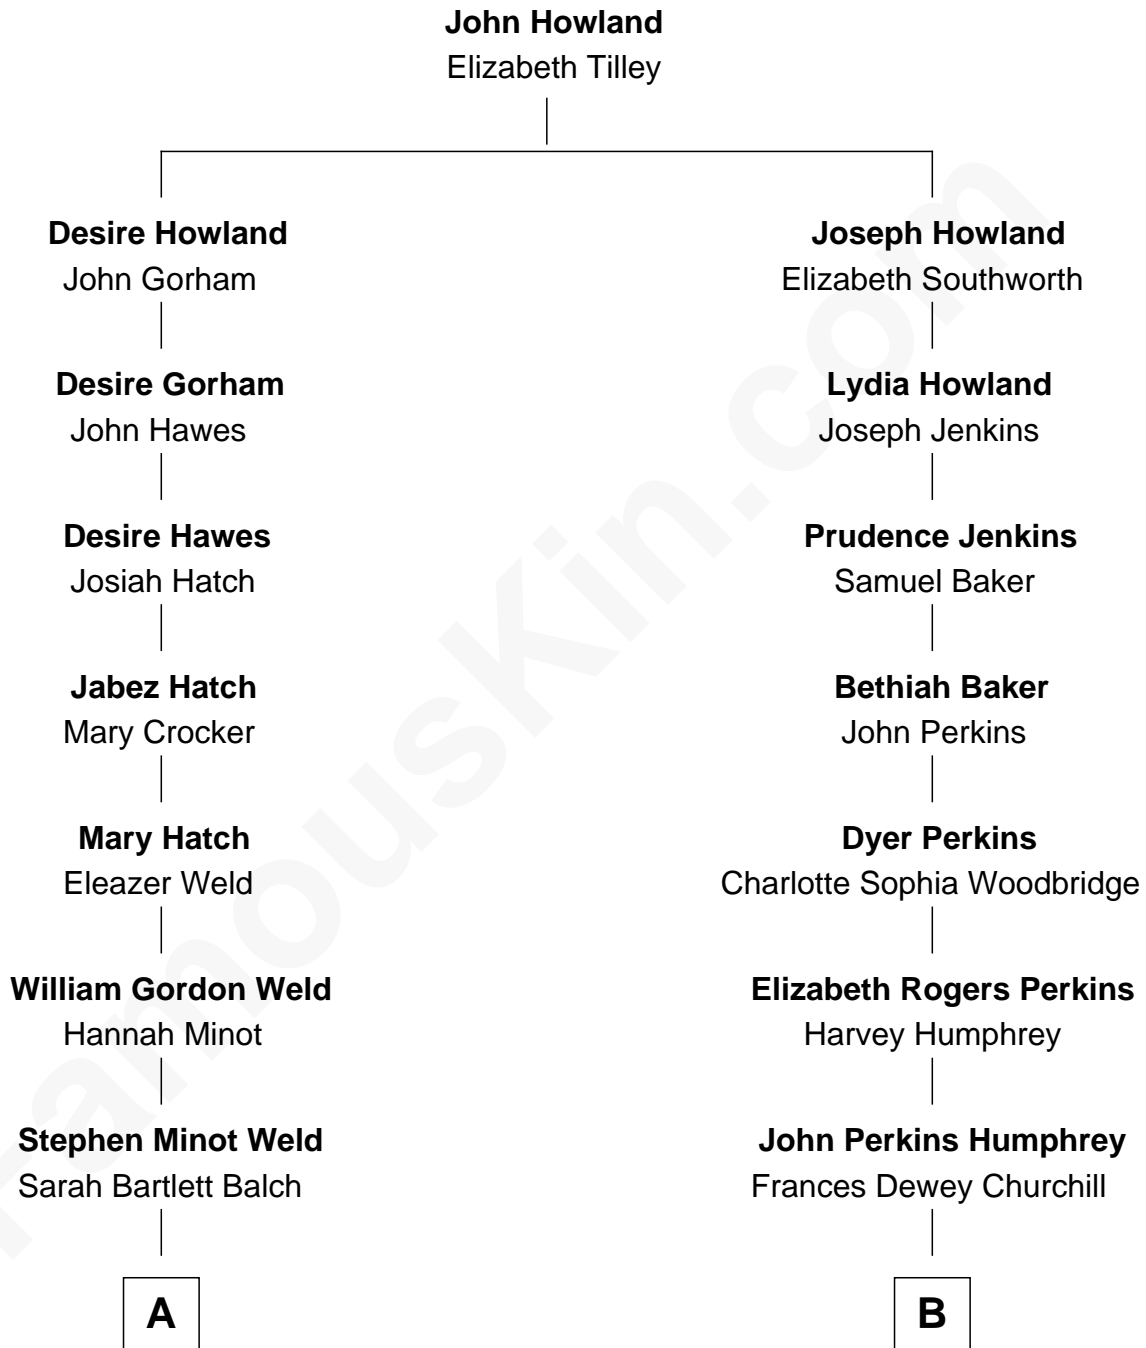 John Howland
Elizabeth Tilley
Desire Howland
John Gorham
Joseph Howland
Elizabeth Southworth
Desire Gorham
John Hawes
Lydia Howland
Joseph Jenkins
Desire Hawes
Josiah Hatch
Prudence Jenkins
Samuel Baker
Jabez Hatch
Mary Crocker
Bethiah Baker
John Perkins
Mary Hatch
Eleazer Weld
Dyer Perkins
Charlotte Sophia Woodbridge
William Gordon Weld
Hannah Minot
Elizabeth Rogers Perkins
Harvey Humphrey
Stephen Minot Weld
Sarah Bartlett Balch
John Perkins Humphrey
Frances Dewey Churchill
A
B
FamousKin.com